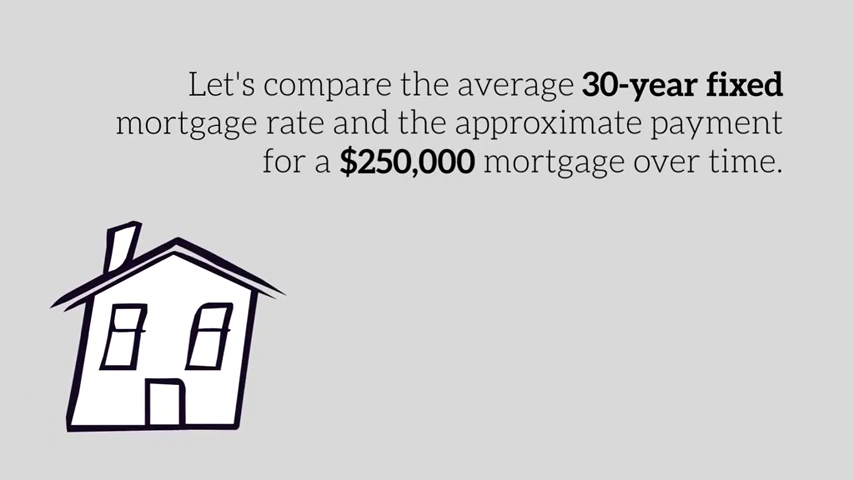 Let's compare the average 30-year fixed
mortgage rate and the approximate payment
for a $250,000 mortgage over time.